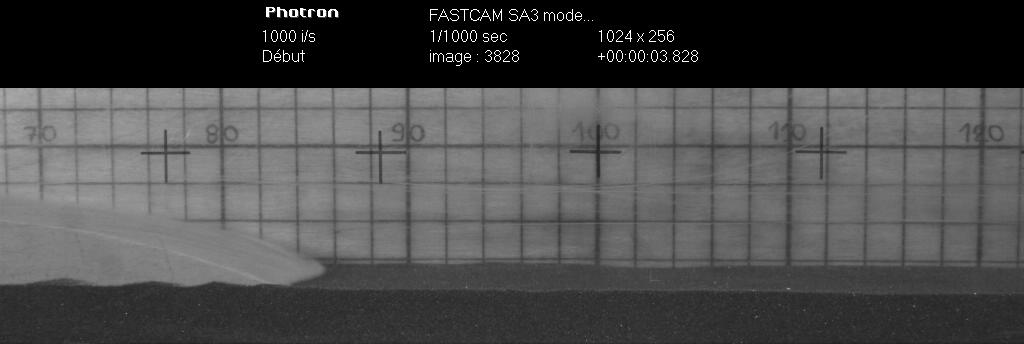 Photron
FASTCAM SA3 mode...
1000 i/s
1/1000 sec
1024 x 256
Début
image : 3828
+00:00:03.828
70
80
90
100
110
120